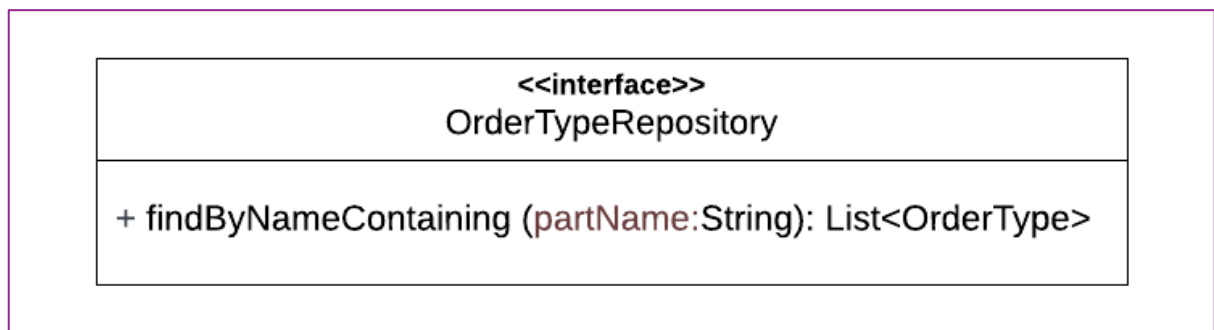 <<interface>>
OrderTypeRepository
+ findByNameContaining (partName:String): List<OrderType>